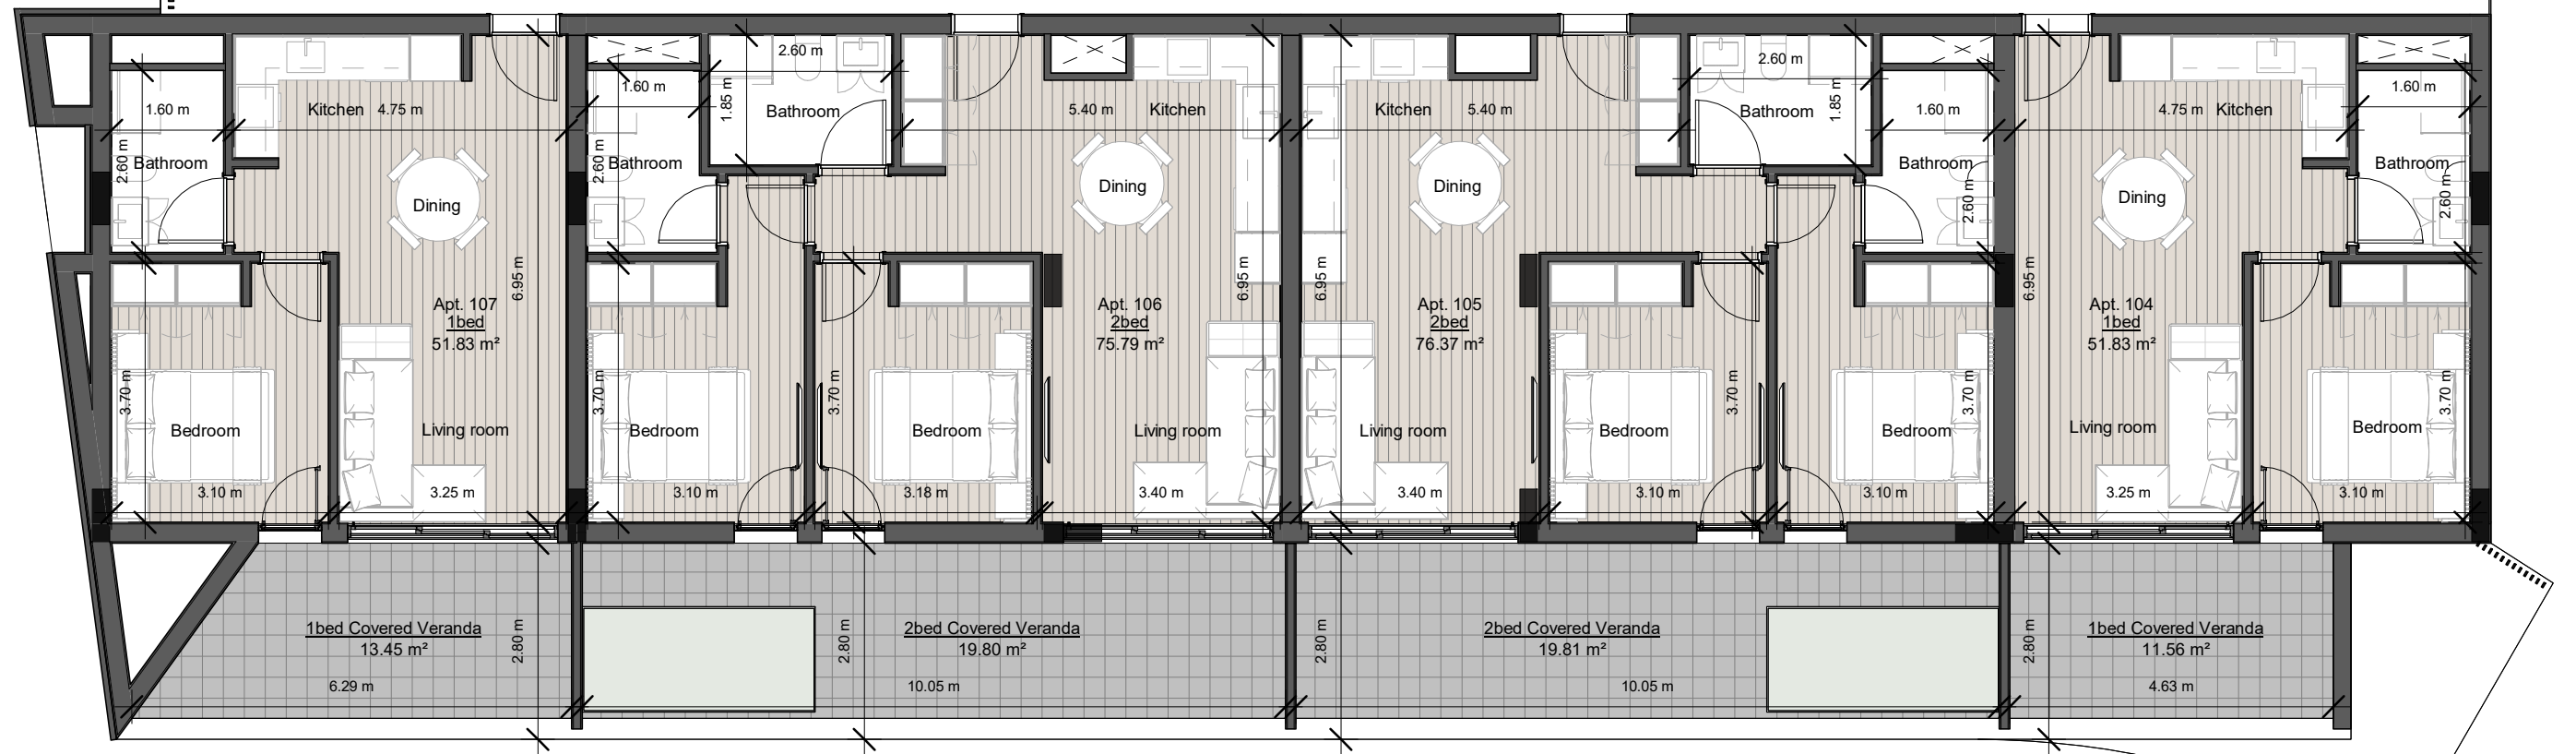 2.60 m
2.60 m
1.60 m
1.60 m
1.60 m
4.75 m
Kitchen
1.60 m
1.85 m
Bathroom
5.40 m
Kitchen
Kitchen
5.40 m
Bathroom
1.85 m
1.60 m
4.75 m
Kitchen
2.60 m
Bathroom
2.60 m
Bathroom
Bathroom
2.60 m
Bathroom
2.60 m
Dining
Dining
Dining
Dining
6.95 m
6.95 m
6.95 m
6.95 m
Apt. 107
1bed
51.83 m²
Apt. 106
2bed
75.79 m²
Apt. 105
2bed
76.37 m²
Apt. 104
1bed
51.83 m²
3.70 m
3.70 m
3.70 m
3.70 m
3.70 m
3.70 m
Bedroom
Living room
Bedroom
Bedroom
Living room
Living room
Bedroom
Bedroom
Living room
Bedroom
3.10 m
3.25 m
3.10 m
3.18 m
3.40 m
3.40 m
3.10 m
3.10 m
3.25 m
3.10 m
1bed Covered Veranda
13.45 m²
2.80 m
6.29 m
2bed Covered Veranda
19.80 m²
2.80 m
10.05 m
2bed Covered Veranda
19.81 m²
2.80 m
10.05 m
1bed Covered Veranda
11.56 m²
2.80 m
4.63 m